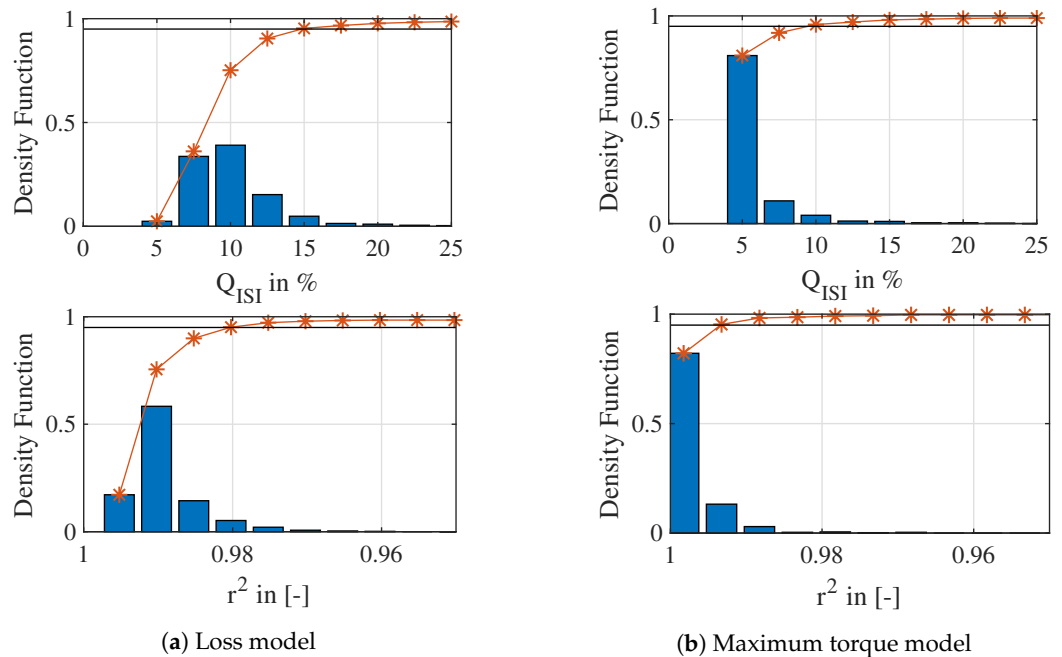 Density Function
1
0.5
0
0 5 10 15 20 25
Q_ISI in %
Density Function
1
0.5
0
0 5 10 15 20 25
Q_ISI in %
Density Function
1
0.5
0
1 0.98 0.96
r² in [-]
Density Function
1
0.5
0
1 0.98 0.96
r² in [-]
(a) Loss model
(b) Maximum torque model